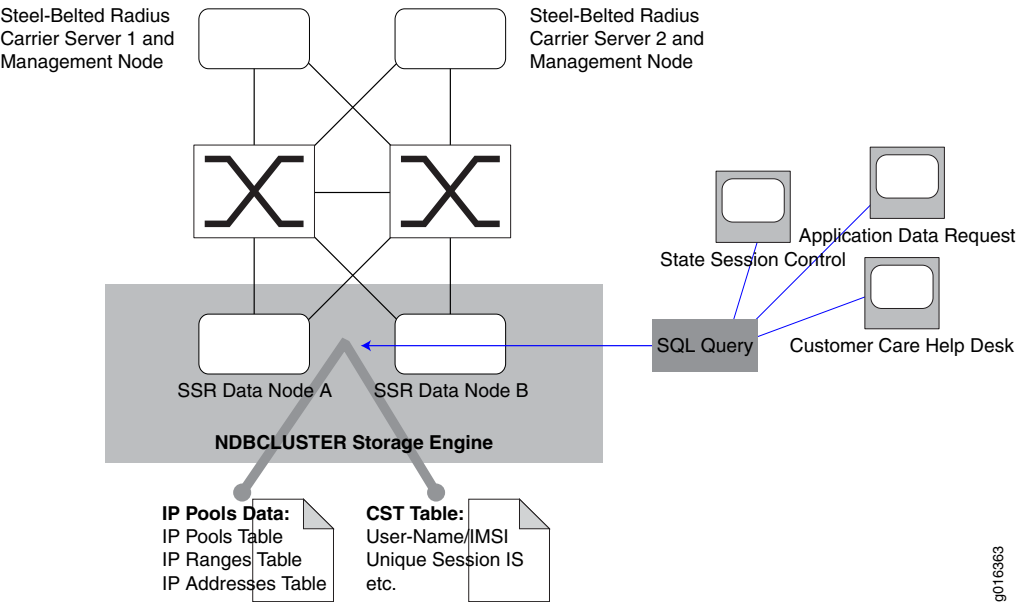 Steel-Belted Radius
Carrier Server 1 and
Management Node
Steel-Belted Radius
Carrier Server 2 and
Management Node
Application Data Request
State Session Control
SQL Query
Customer Care Help Desk
SSR Data Node A
SSR Data Node B
NDBCLUSTER Storage Engine
IP Pools Data:
IP Pools Table
IP Ranges Table
IP Addresses Table
CST Table:
User-Name/IMSI
Unique Session IS
etc.
g016363